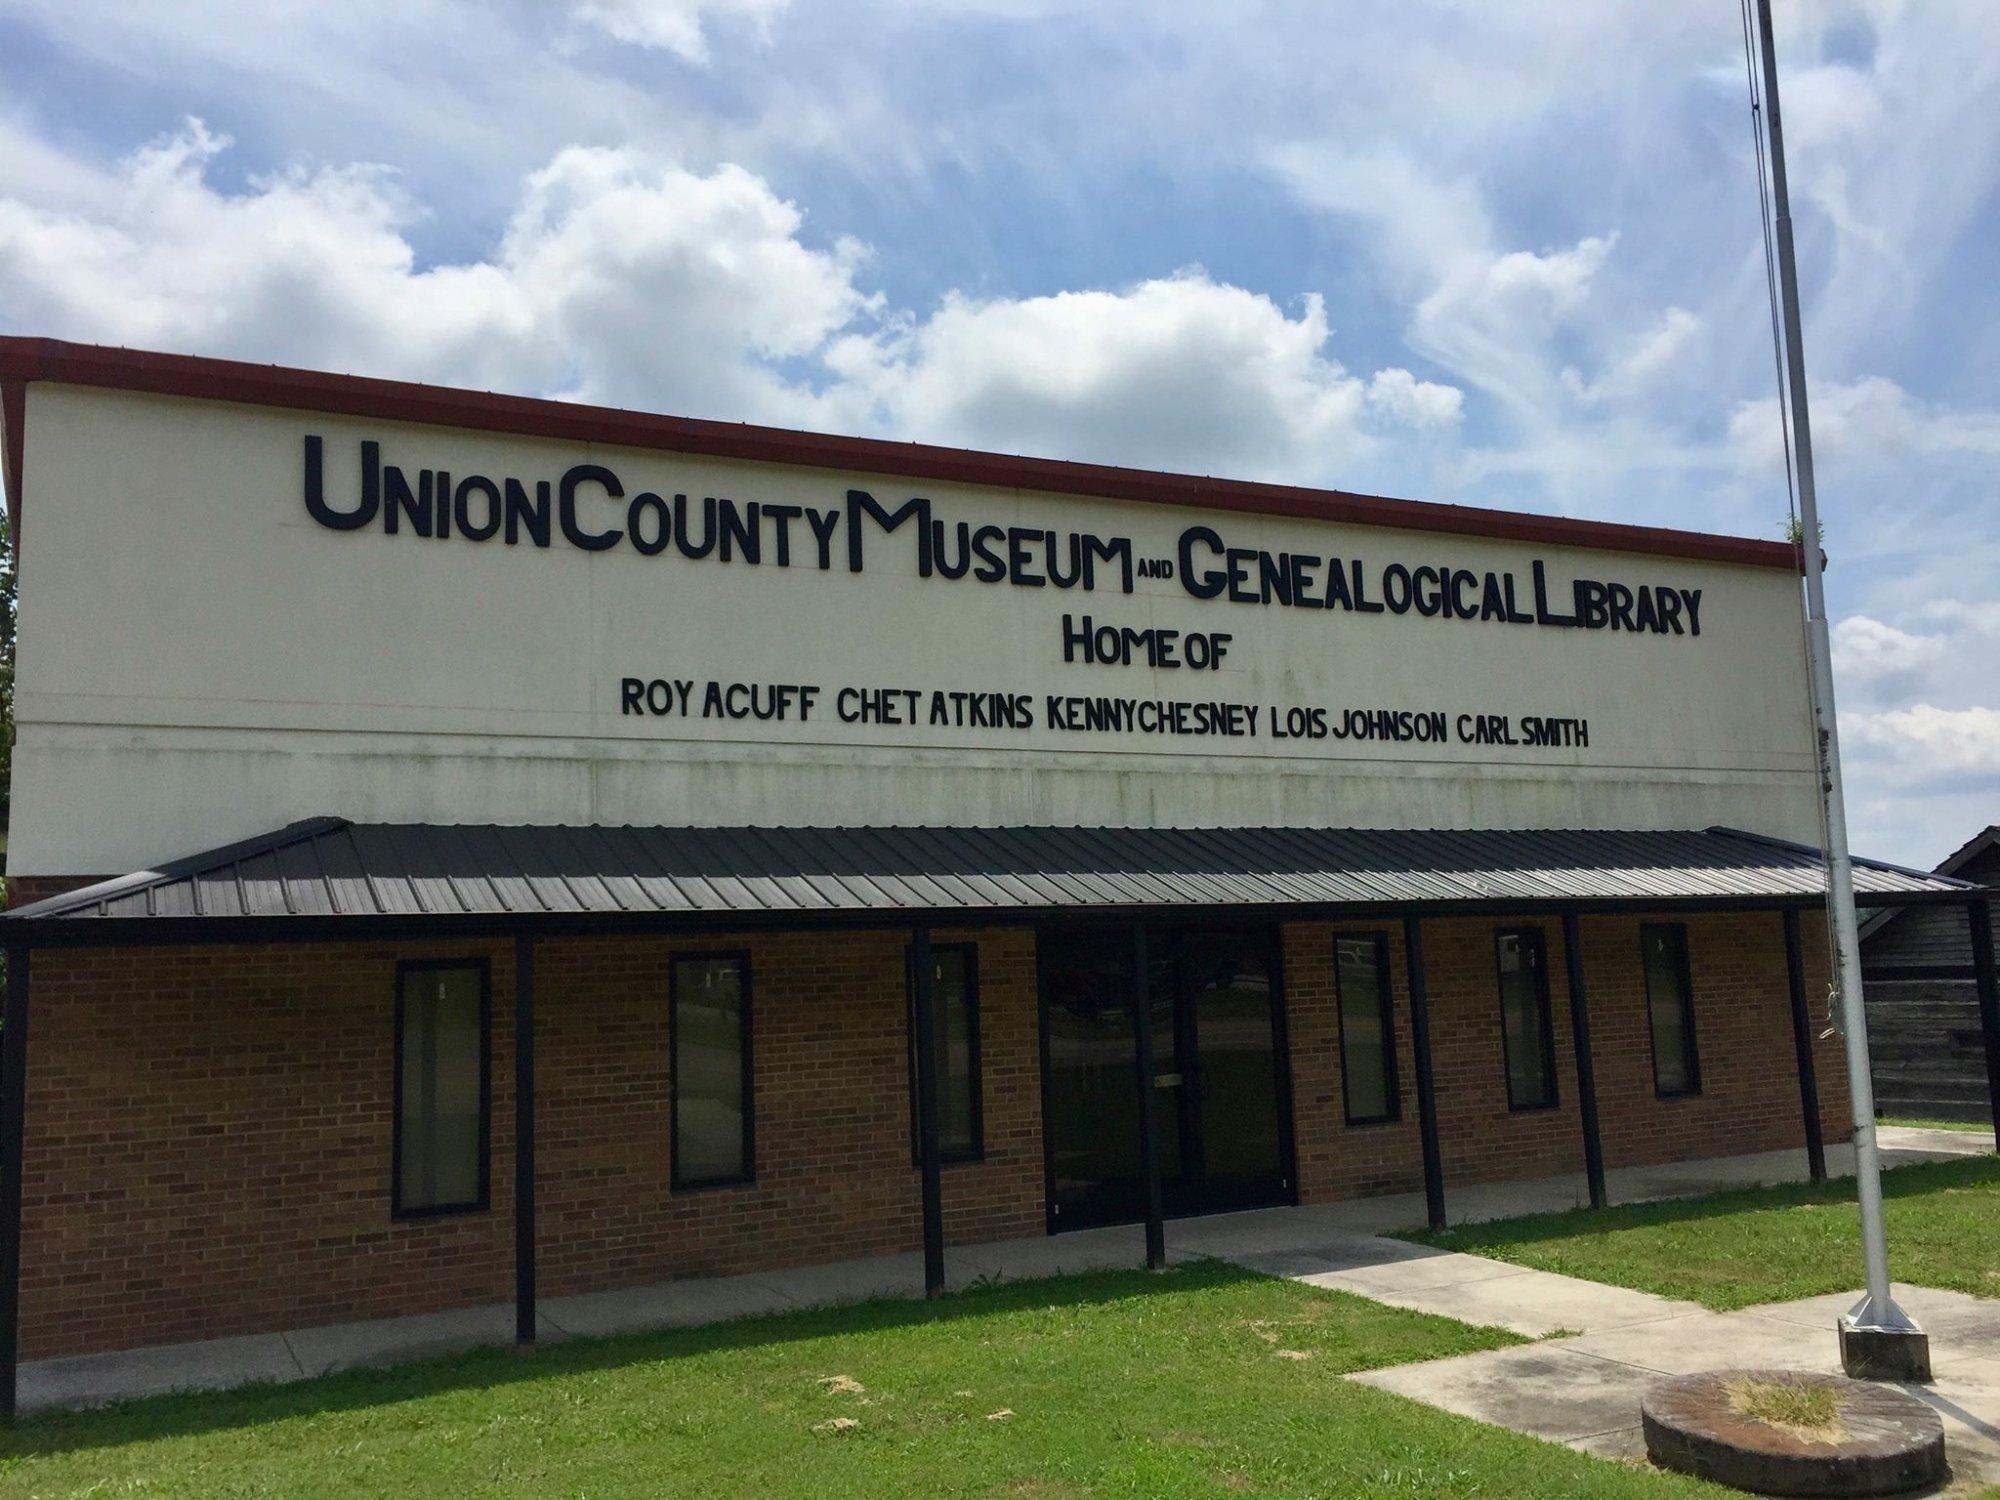 UNION COUNTY MUSEUM AND GENEALOGICAL LIBRARY
HOME OF
ROY ACUFF CHET ATKINS KENNY CHESNEY LOIS JOHNSON CARL SMITH